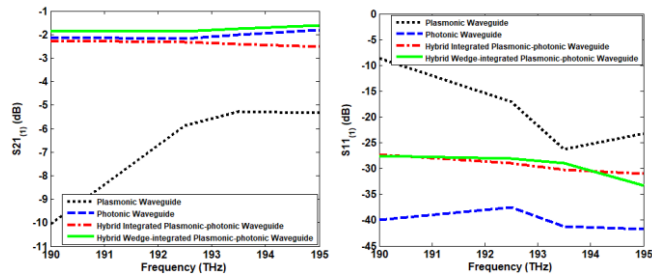 -1
-2
-3
-4
-5
-6
-7
-8
-9
-10
-11
S21(1) (dB)
Plasmonic Waveguide
Photonic Waveguide
Hybrid Integrated Plasmonic-photonic Waveguide
Hybrid Wedge-integrated Plasmonic-photonic Waveguide
190 191 192 193 194 195
Frequency (THz)
0
-5
-10
-15
-20
-25
-30
-35
-40
-45
S11(1) (dB)
Plasmonic Waveguide
Photonic Waveguide
Hybrid Integrated Plasmonic-photonic Waveguide
Hybrid Wedge-integrated Plasmonic-photonic Waveguide
190 191 192 193 194 195
Frequency (THz)